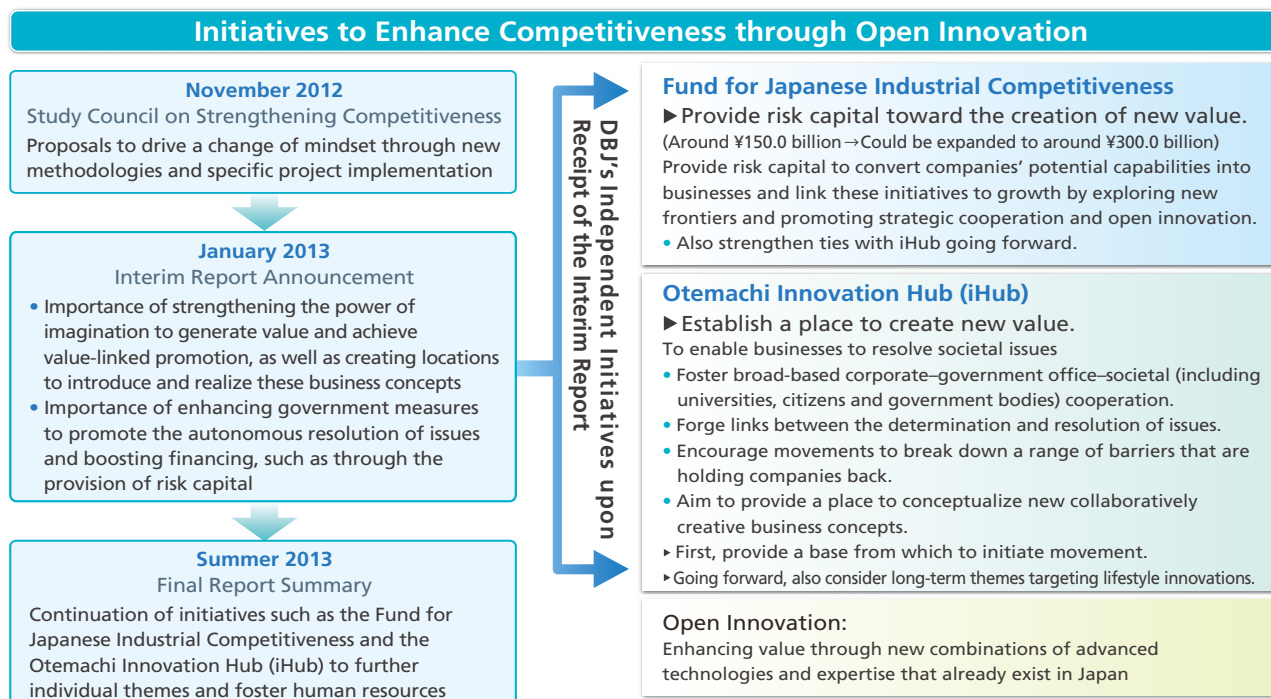 Initiatives to Enhance Competitiveness through Open Innovation
November 2012
Study Council on Strengthening Competitiveness
Proposals to drive a change of mindset through new
methodologies and specific project implementation
January 2013
Interim Report Announcement
• Importance of strengthening the power of
imagination to generate value and achieve
value-linked promotion, as well as creating locations
to introduce and realize these business concepts
• Importance of enhancing government measures
to promote the autonomous resolution of issues
and boosting financing, such as through the
provision of risk capital
Summer 2013
Final Report Summary
Continuation of initiatives such as the Fund for
Japanese Industrial Competitiveness and the
Otemachi Innovation Hub (iHub) to further
individual themes and foster human resources
DBJ's Independent Initiatives upon
Receipt of the Interim Report
Fund for Japanese Industrial Competitiveness
▶ Provide risk capital toward the creation of new value.
(Around ¥150.0 billion→Could be expanded to around ¥300.0 billion)
Provide risk capital to convert companies' potential capabilities into
businesses and link these initiatives to growth by exploring new
frontiers and promoting strategic cooperation and open innovation.
• Also strengthen ties with iHub going forward.
Otemachi Innovation Hub (iHub)
▶ Establish a place to create new value.
To enable businesses to resolve societal issues
• Foster broad-based corporate–government office–societal (including
universities, citizens and government bodies) cooperation.
• Forge links between the determination and resolution of issues.
• Encourage movements to break down a range of barriers that are
holding companies back.
• Aim to provide a place to conceptualize new collaboratively
creative business concepts.
▸ First, provide a base from which to initiate movement.
▸ Going forward, also consider long-term themes targeting lifestyle innovations.
Open Innovation:
Enhancing value through new combinations of advanced
technologies and expertise that already exist in Japan